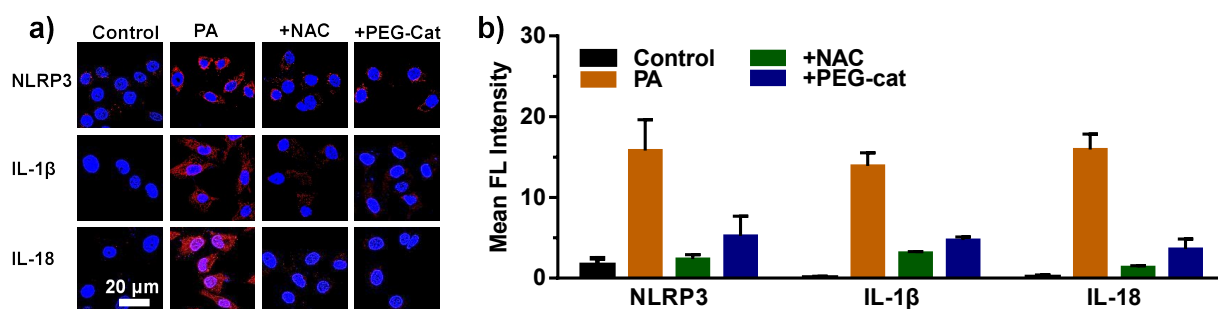 a)
Control PA +NAC +PEG-Cat
NLRP3
IL-1β
IL-18
20 μm
b)
Mean FL Intensity
30
20
10
0
Control
PA
+NAC
+PEG-cat
NLRP3 IL-1β IL-18